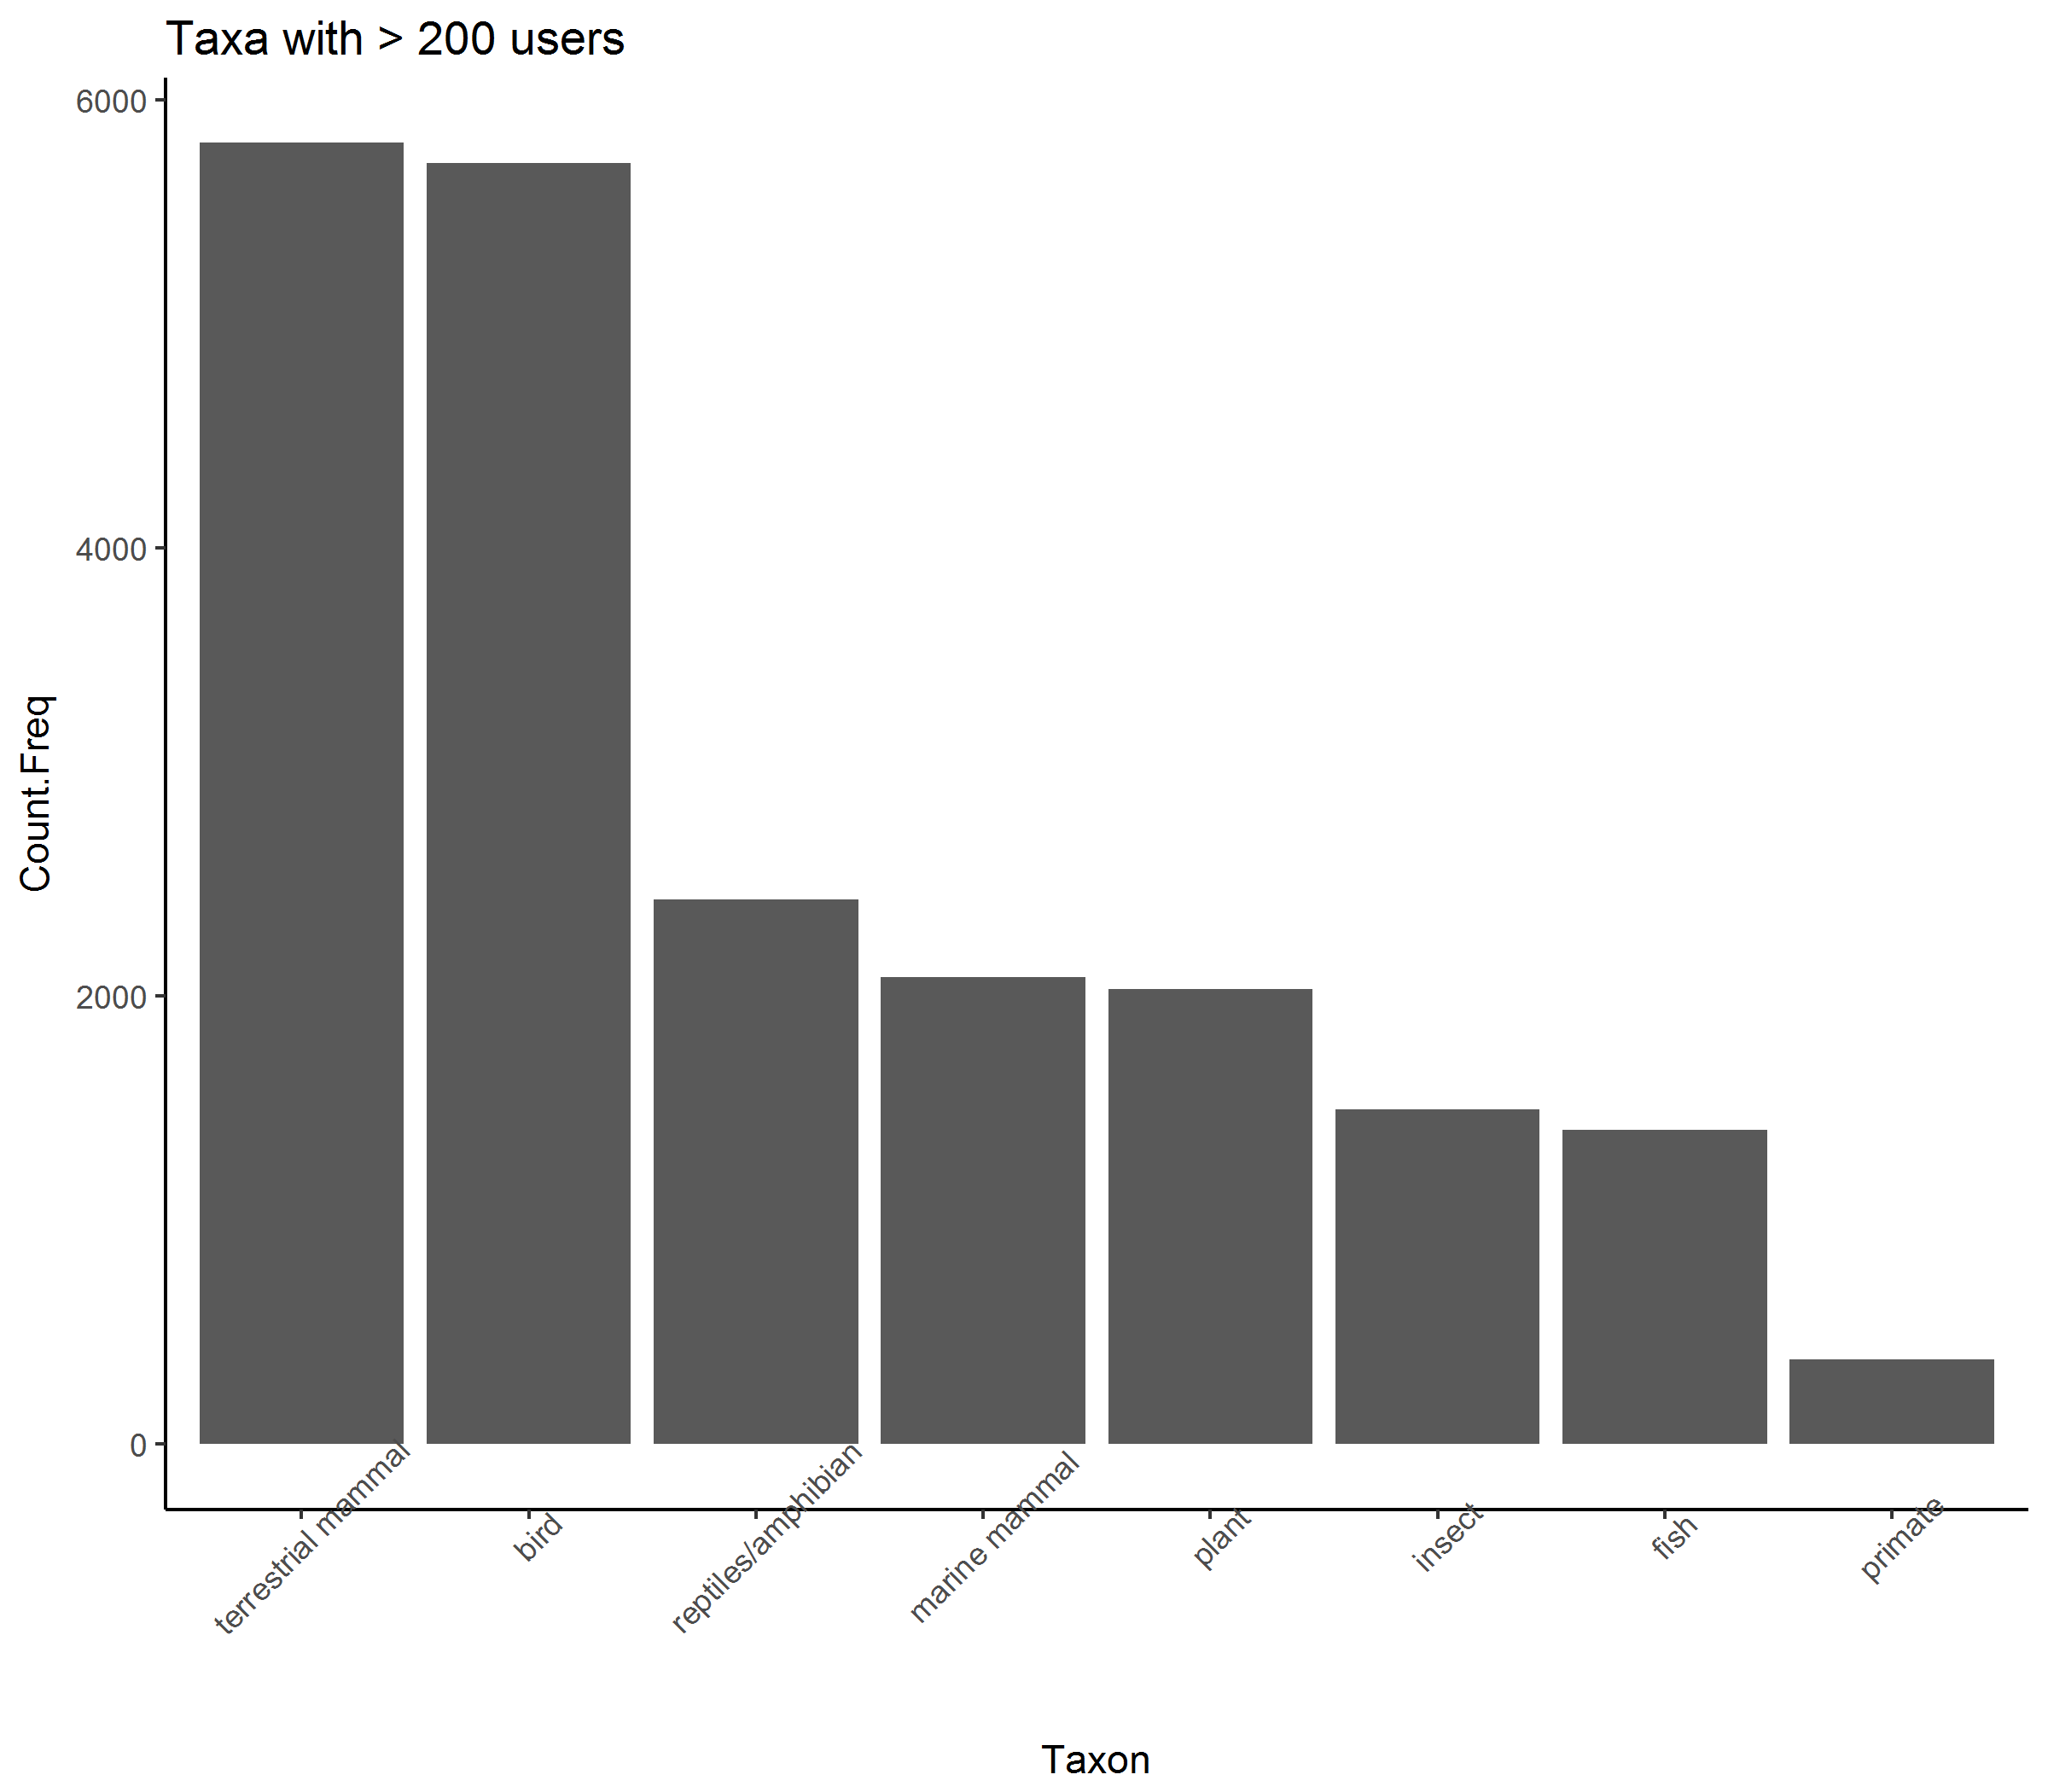 Taxa with > 200 users
6000
4000
2000
0
Count.Freq
terrestrial mammal
bird
reptiles/amphibian
marine mammal
plant
insect
fish
primate
Taxon